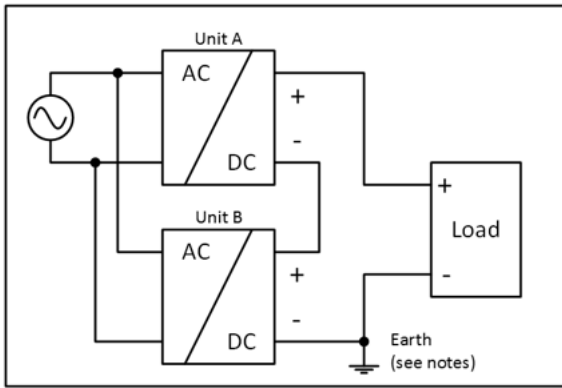 Unit A
AC
+
-
DC
Unit B
AC
+
-
DC
+
Load
-
Earth
(see notes)